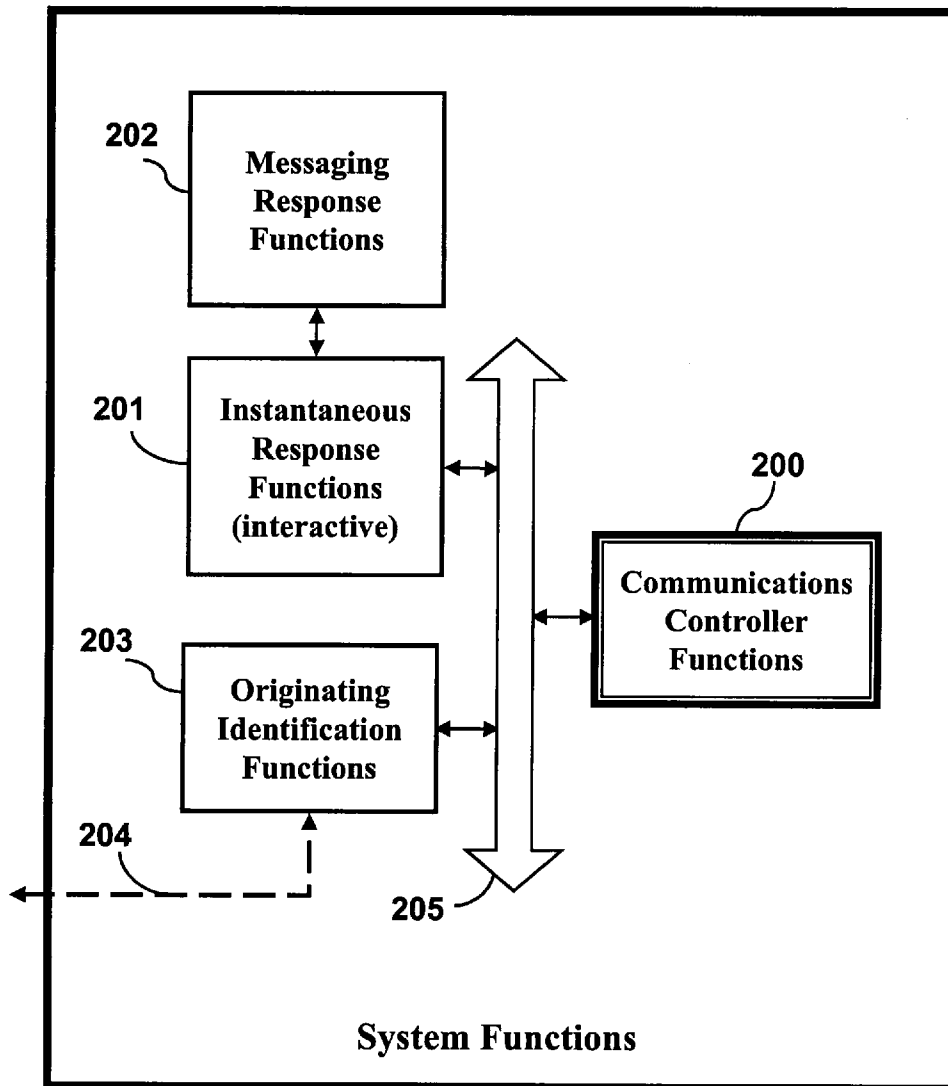 202
Messaging
Response
Functions
201
Instantaneous
Response
Functions
(interactive)
200
Communications
Controller
Functions
203
Originating
Identification
Functions
204
205
System Functions